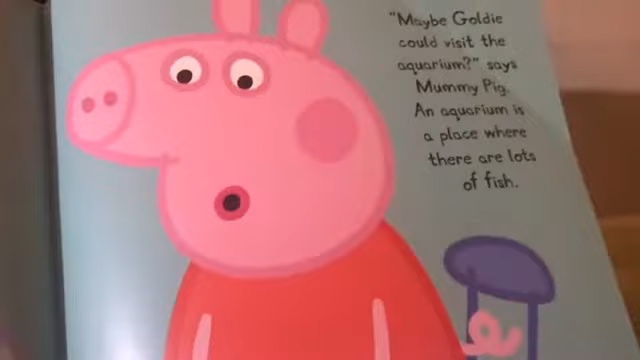 "Maybe Goldie
could visit the
aquarium?" says
Mummy Pig.
An aquarium is
a place where
there are lots
of fish.